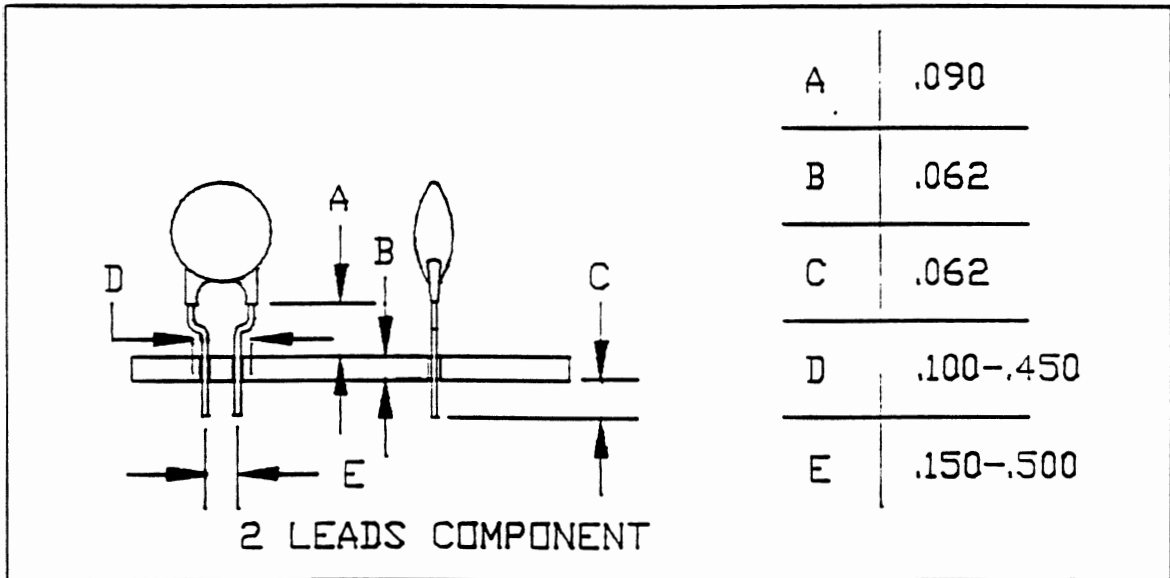 A
B
C
D
E
2 LEADS COMPONENT
A .090
B .062
C .062
D .100-.450
E .150-.500